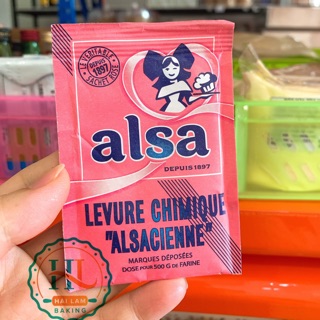 LE VÉRITABLE
DEPUIS
1897
SACHET ROSE
alsa
DEPUIS 1897
LEVURE CHIMIQUE
"ALSACIENNE"
MARQUES DÉPOSÉES
DOSE POUR 500 G DE FARINE
HL
HAI LAM
BAKING